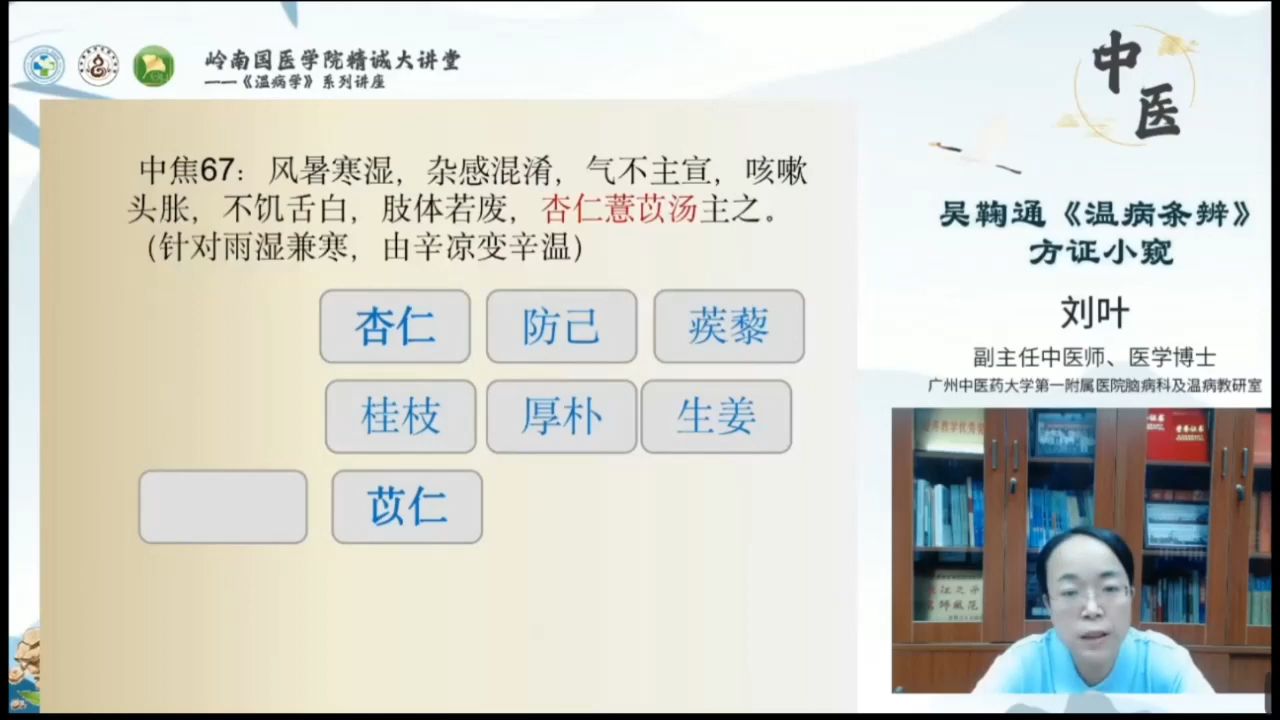 岭南国医学院精诚大讲堂
——《温病学》系列讲座
中焦67：风暑寒湿，杂感混淆，气不主宣，咳嗽
头胀，不饥舌白，肢体若废，杏仁薏苡汤主之。
（针对雨湿兼寒，由辛凉变辛温）
杏仁 防己 蒺藜
桂枝 厚朴 生姜
苡仁
中医
吴鞠通《温病条辨》
方证小窥
刘叶
副主任中医师、医学博士
广州中医药大学第一附属医院脑病科及温病教研室